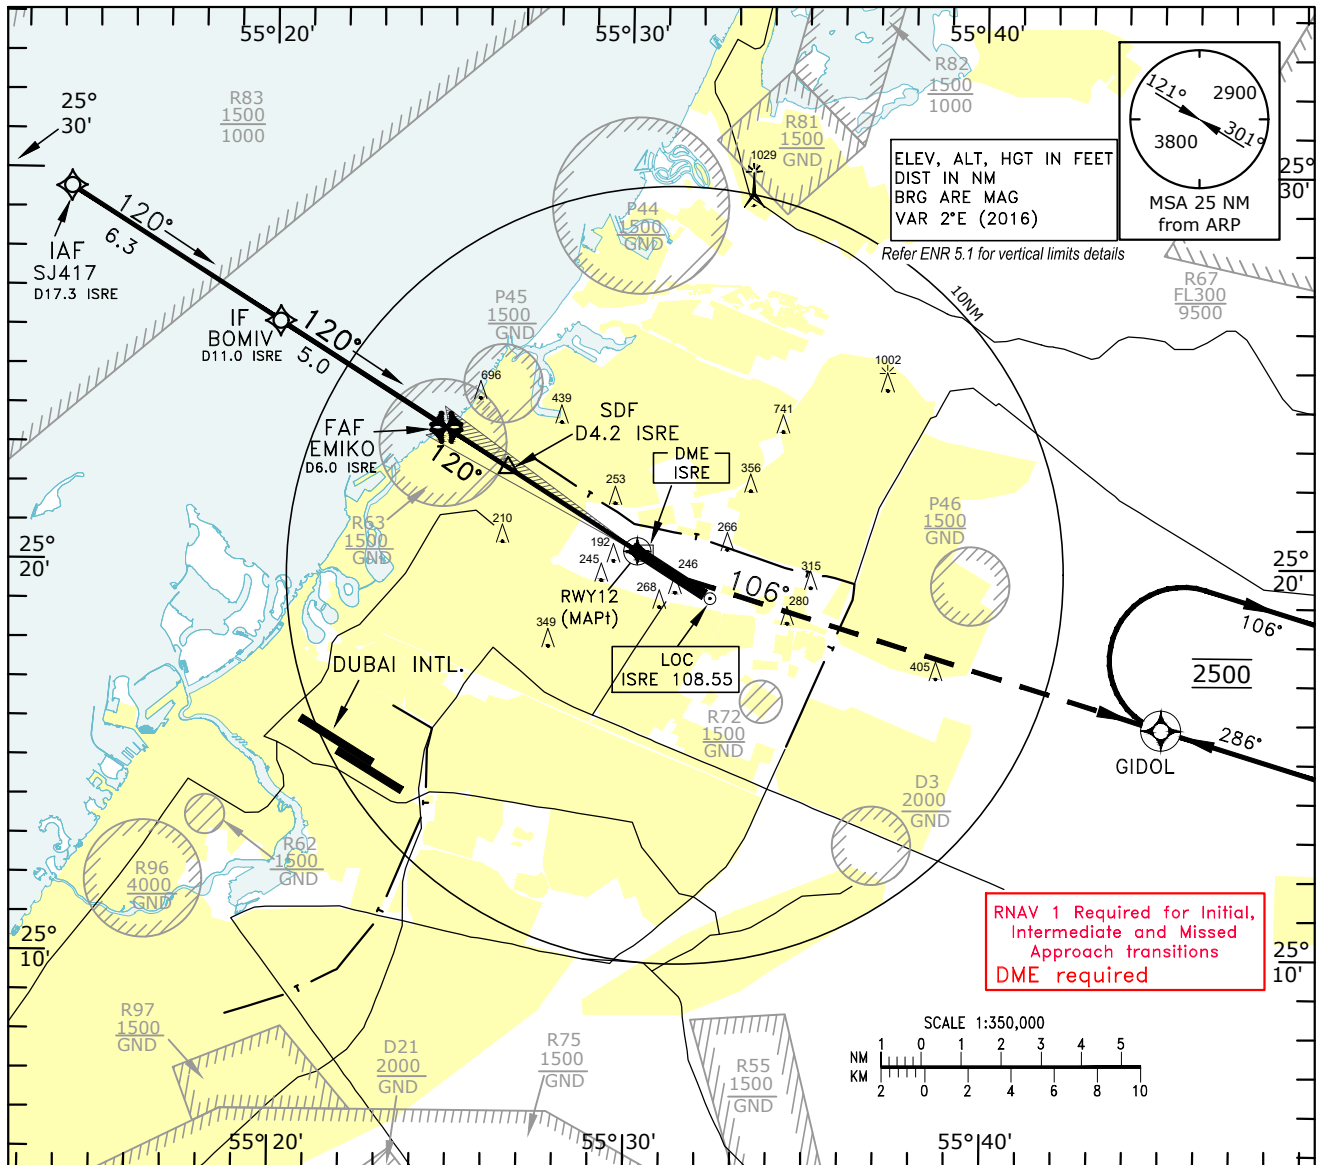 55°20'
55°30'
55°40'
25°
30'
R83
1500
1000
R82
1500
1000
R81
1500
GND
1029
ELEV, ALT, HGT IN FEET
DIST IN NM
BRG ARE MAG
VAR 2°E (2016)
121°
2900
3800
301°
MSA 25 NM
from ARP
25°
30'
Refer ENR 5.1 for vertical limits details
120°
6.3
IAF
SJ417
D17.3 ISRE
P44
1500
GND
R67
FL300
9500
10NM
IF
BOMIV
D11.0 ISRE
120°
5.0
P45
1500
GND
696
439
1002
741
SDF
D4.2 ISRE
FAF
EMIKO
D6.0 ISRE
120°
DME
ISRE
253
356
P46
1500
GND
R63
1500
GND
210
266
192
245
246
315
25°
20'
25°
20'
268
280
106°
RWY12
(MAPt)
349
LOC
ISRE 108.55
405
106°
2500
286°
GIDOL
DUBAI INTL.
R72
1500
GND
D3
2000
GND
R62
1500
GND
R96
4000
GND
RNAV 1 Required for Initial,
Intermediate and Missed
Approach transitions
DME required
25°
10'
25°
10'
R97
1500
GND
D21
2000
GND
R75
1500
GND
R55
1500
GND
SCALE 1:350,000
NM 1 0 1 2 3 4 5
KM 2 0 2 4 6 8 10
55°20'
55°30'
55°40'